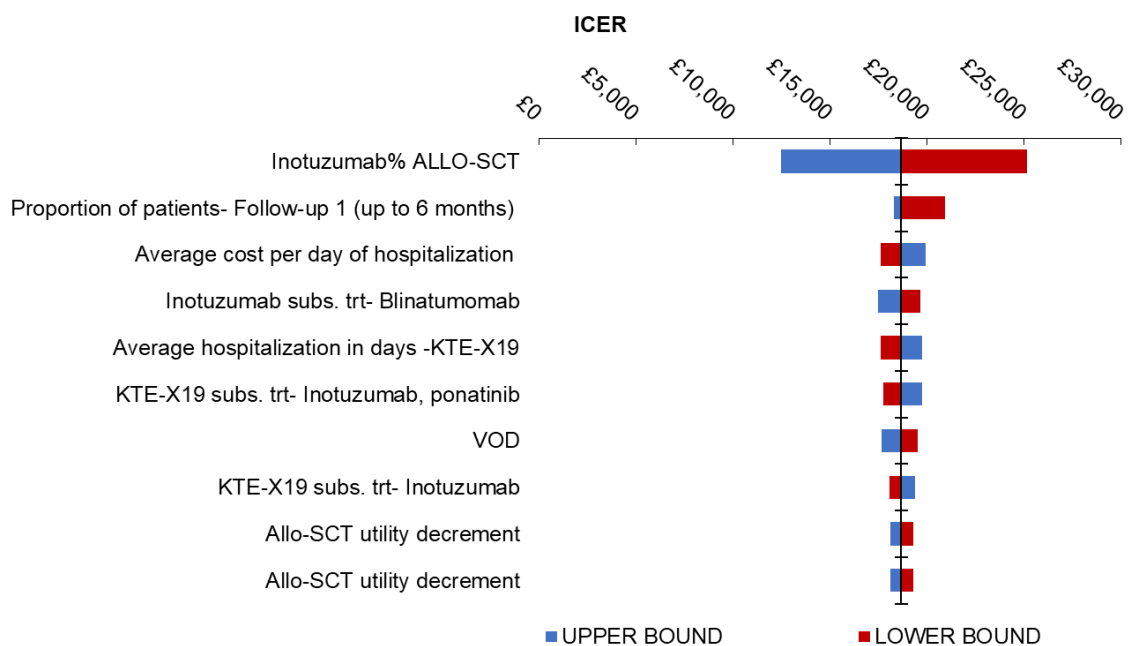 ICER
£0
£5,000
£10,000
£15,000
£20,000
£25,000
£30,000
Inotuzumab% ALLO-SCT
Proportion of patients- Follow-up 1 (up to 6 months)
Average cost per day of hospitalization
Inotuzumab subs. trt- Blinatumomab
Average hospitalization in days -KTE-X19
KTE-X19 subs. trt- Inotuzumab, ponatinib
VOD
KTE-X19 subs. trt- Inotuzumab
Allo-SCT utility decrement
Allo-SCT utility decrement
UPPER BOUND
LOWER BOUND